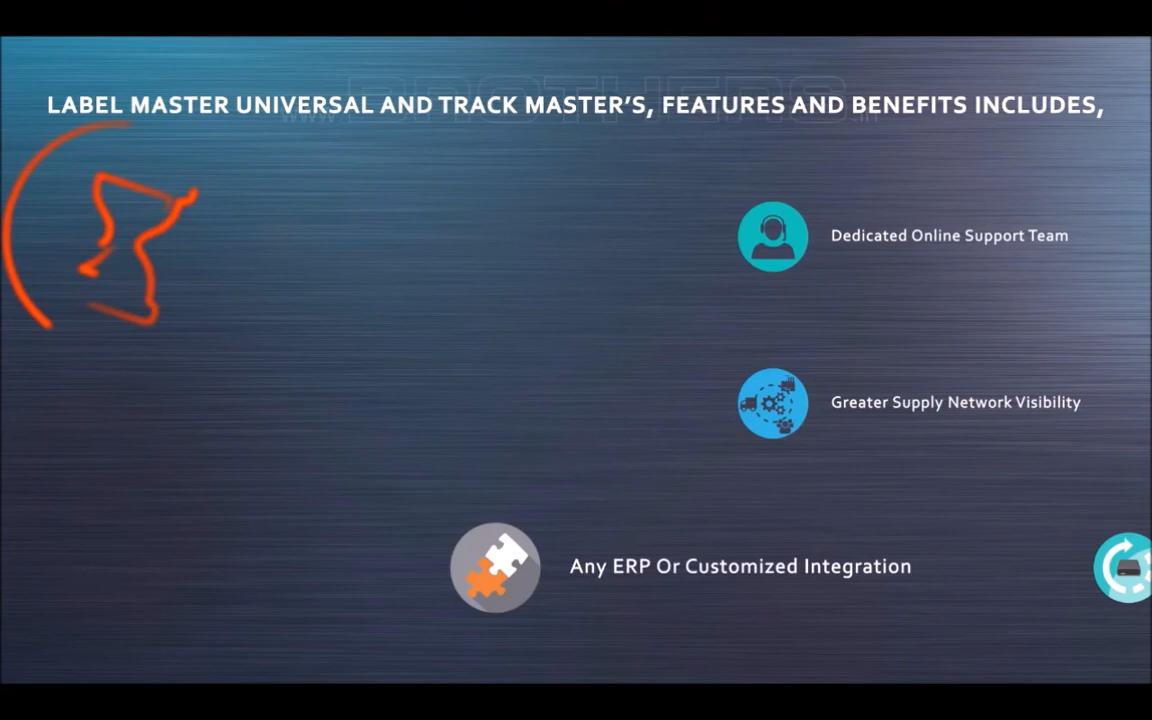 LABEL MASTER UNIVERSAL AND TRACK MASTER'S, FEATURES AND BENEFITS INCLUDES,
Dedicated Online Support Team
Greater Supply Network Visibility
Any ERP Or Customized Integration